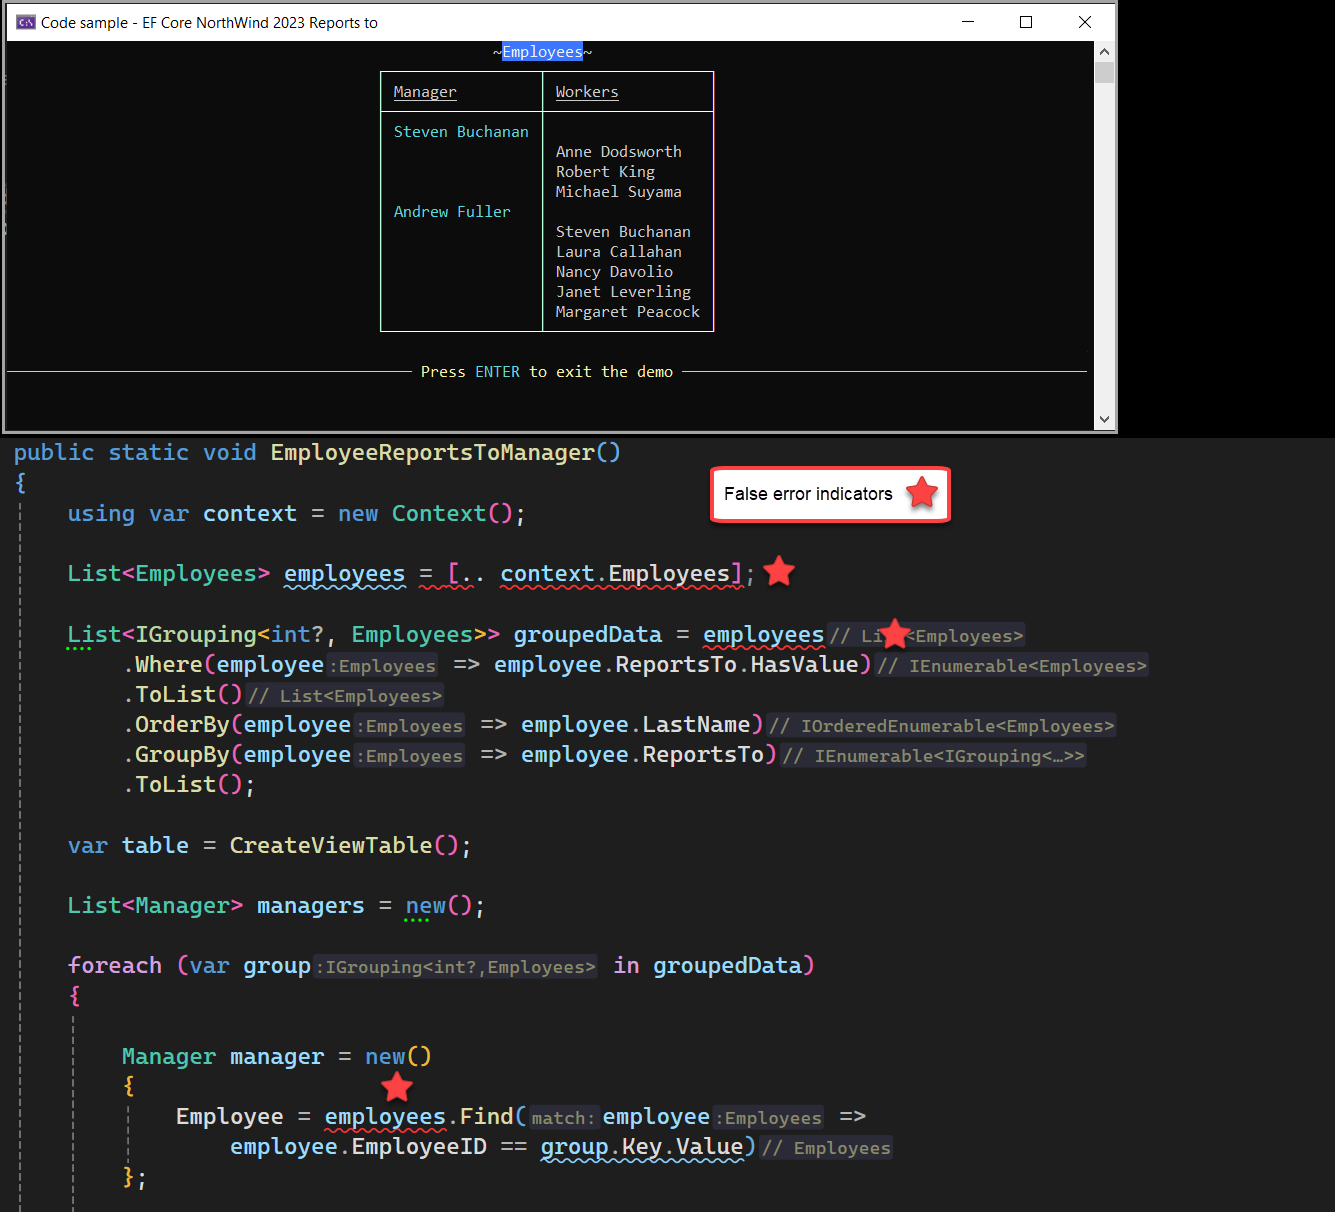 Code sample - EF Core NorthWind 2023 Reports to
~Employees~
Manager Workers
Steven Buchanan
Anne Dodsworth
Robert King
Michael Suyama
Andrew Fuller
Steven Buchanan
Laura Callahan
Nancy Davolio
Janet Leverling
Margaret Peacock
Press ENTER to exit the demo
public static void EmployeeReportsToManager()
{
False error indicators
using var context = new Context();
List<Employees> employees = [.. context.Employees];
List<IGrouping<int?, Employees>> groupedData = employees // <Employees>
.Where(employee :Employees => employee.ReportsTo.HasValue) // IEnumerable<Employees>
.ToList() // List<Employees>
.OrderBy(employee :Employees => employee.LastName) // IOrderedEnumerable<Employees>
.GroupBy(employee :Employees => employee.ReportsTo) // IEnumerable<IGrouping<…>>
.ToList();
var table = CreateViewTable();
List<Manager> managers = new();
foreach (var group :IGrouping<int?,Employees> in groupedData)
{
Manager manager = new()
{
Employee = employees.Find( match: employee :Employees =>
employee.EmployeeID == group.Key.Value) // Employees
};